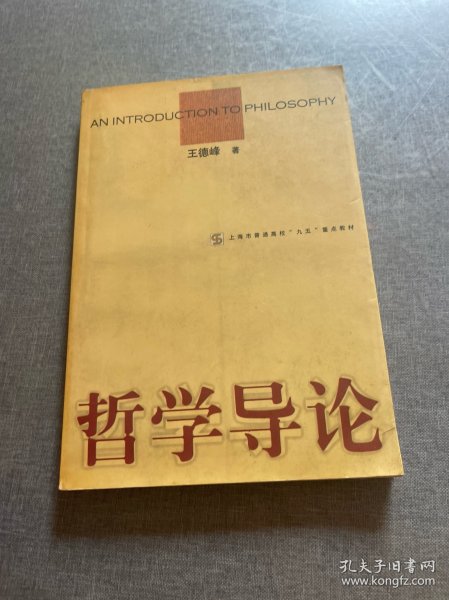 AN INTRODUCTION TO PHILOSOPHY
王德峰 著
上海市普通高校"九五"重点教材
哲学导论
孔夫子旧书网
www.kongfz.com